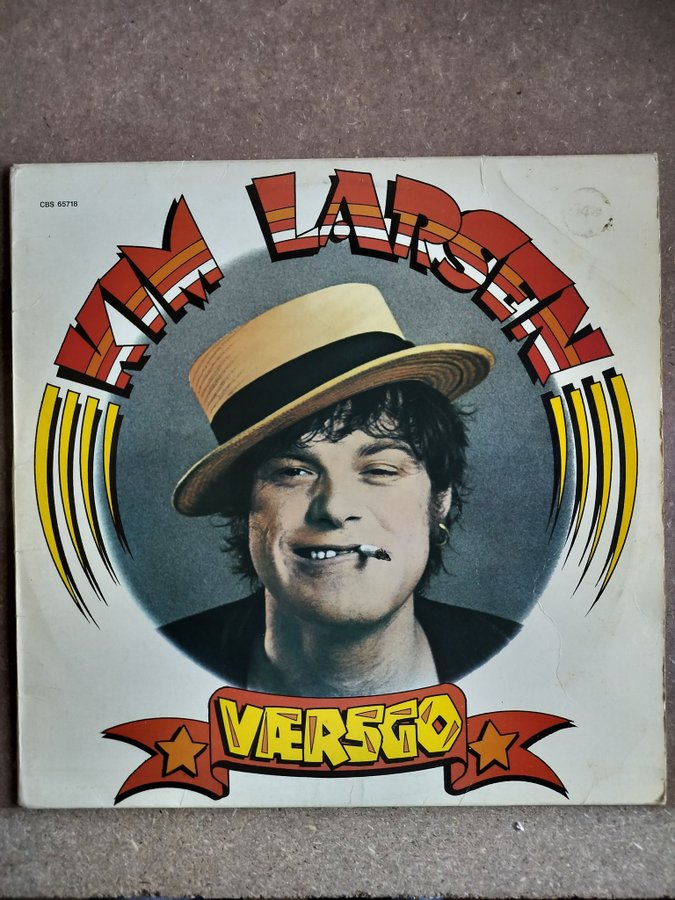 CBS 65718
KIM LARSEN
VÆRSGO